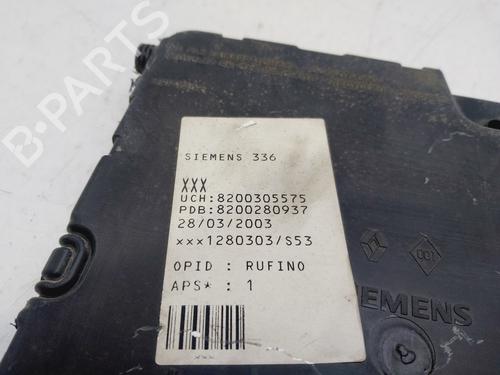 B-PARTS
SIEMENS 336
XXX
UCH:8200305575
PDB:8200280937
28/03/2003
xxx1280303/S53
OPID : RUFINO
APS* : 1
SIEMENS